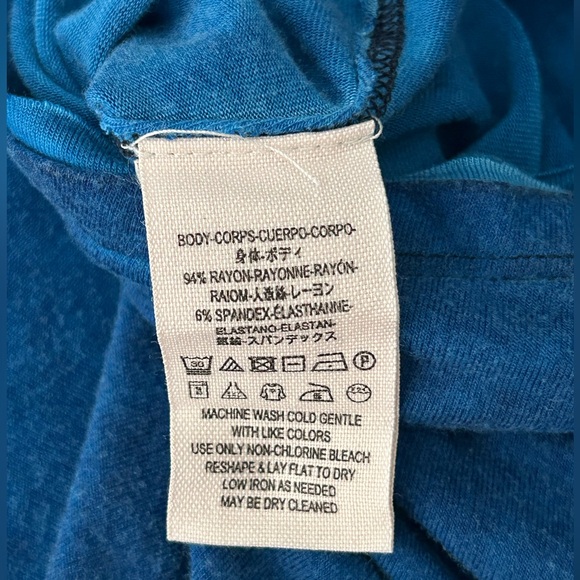 BODY-CORPS-CUERPO-CORPO-
身体-ボディ
94% RAYON-RAYONNE-RAYÓN-
RAIOM-人造絲-レーヨン
6% SPANDEX-ÉLASTHANNE-
ELASTANO-ELASTAN-
スパンデックス
MACHINE WASH COLD GENTLE
WITH LIKE COLORS
USE ONLY NON-CHLORINE BLEACH
RESHAPE & LAY FLAT TO DRY
LOW IRON AS NEEDED
MAY BE DRY CLEANED